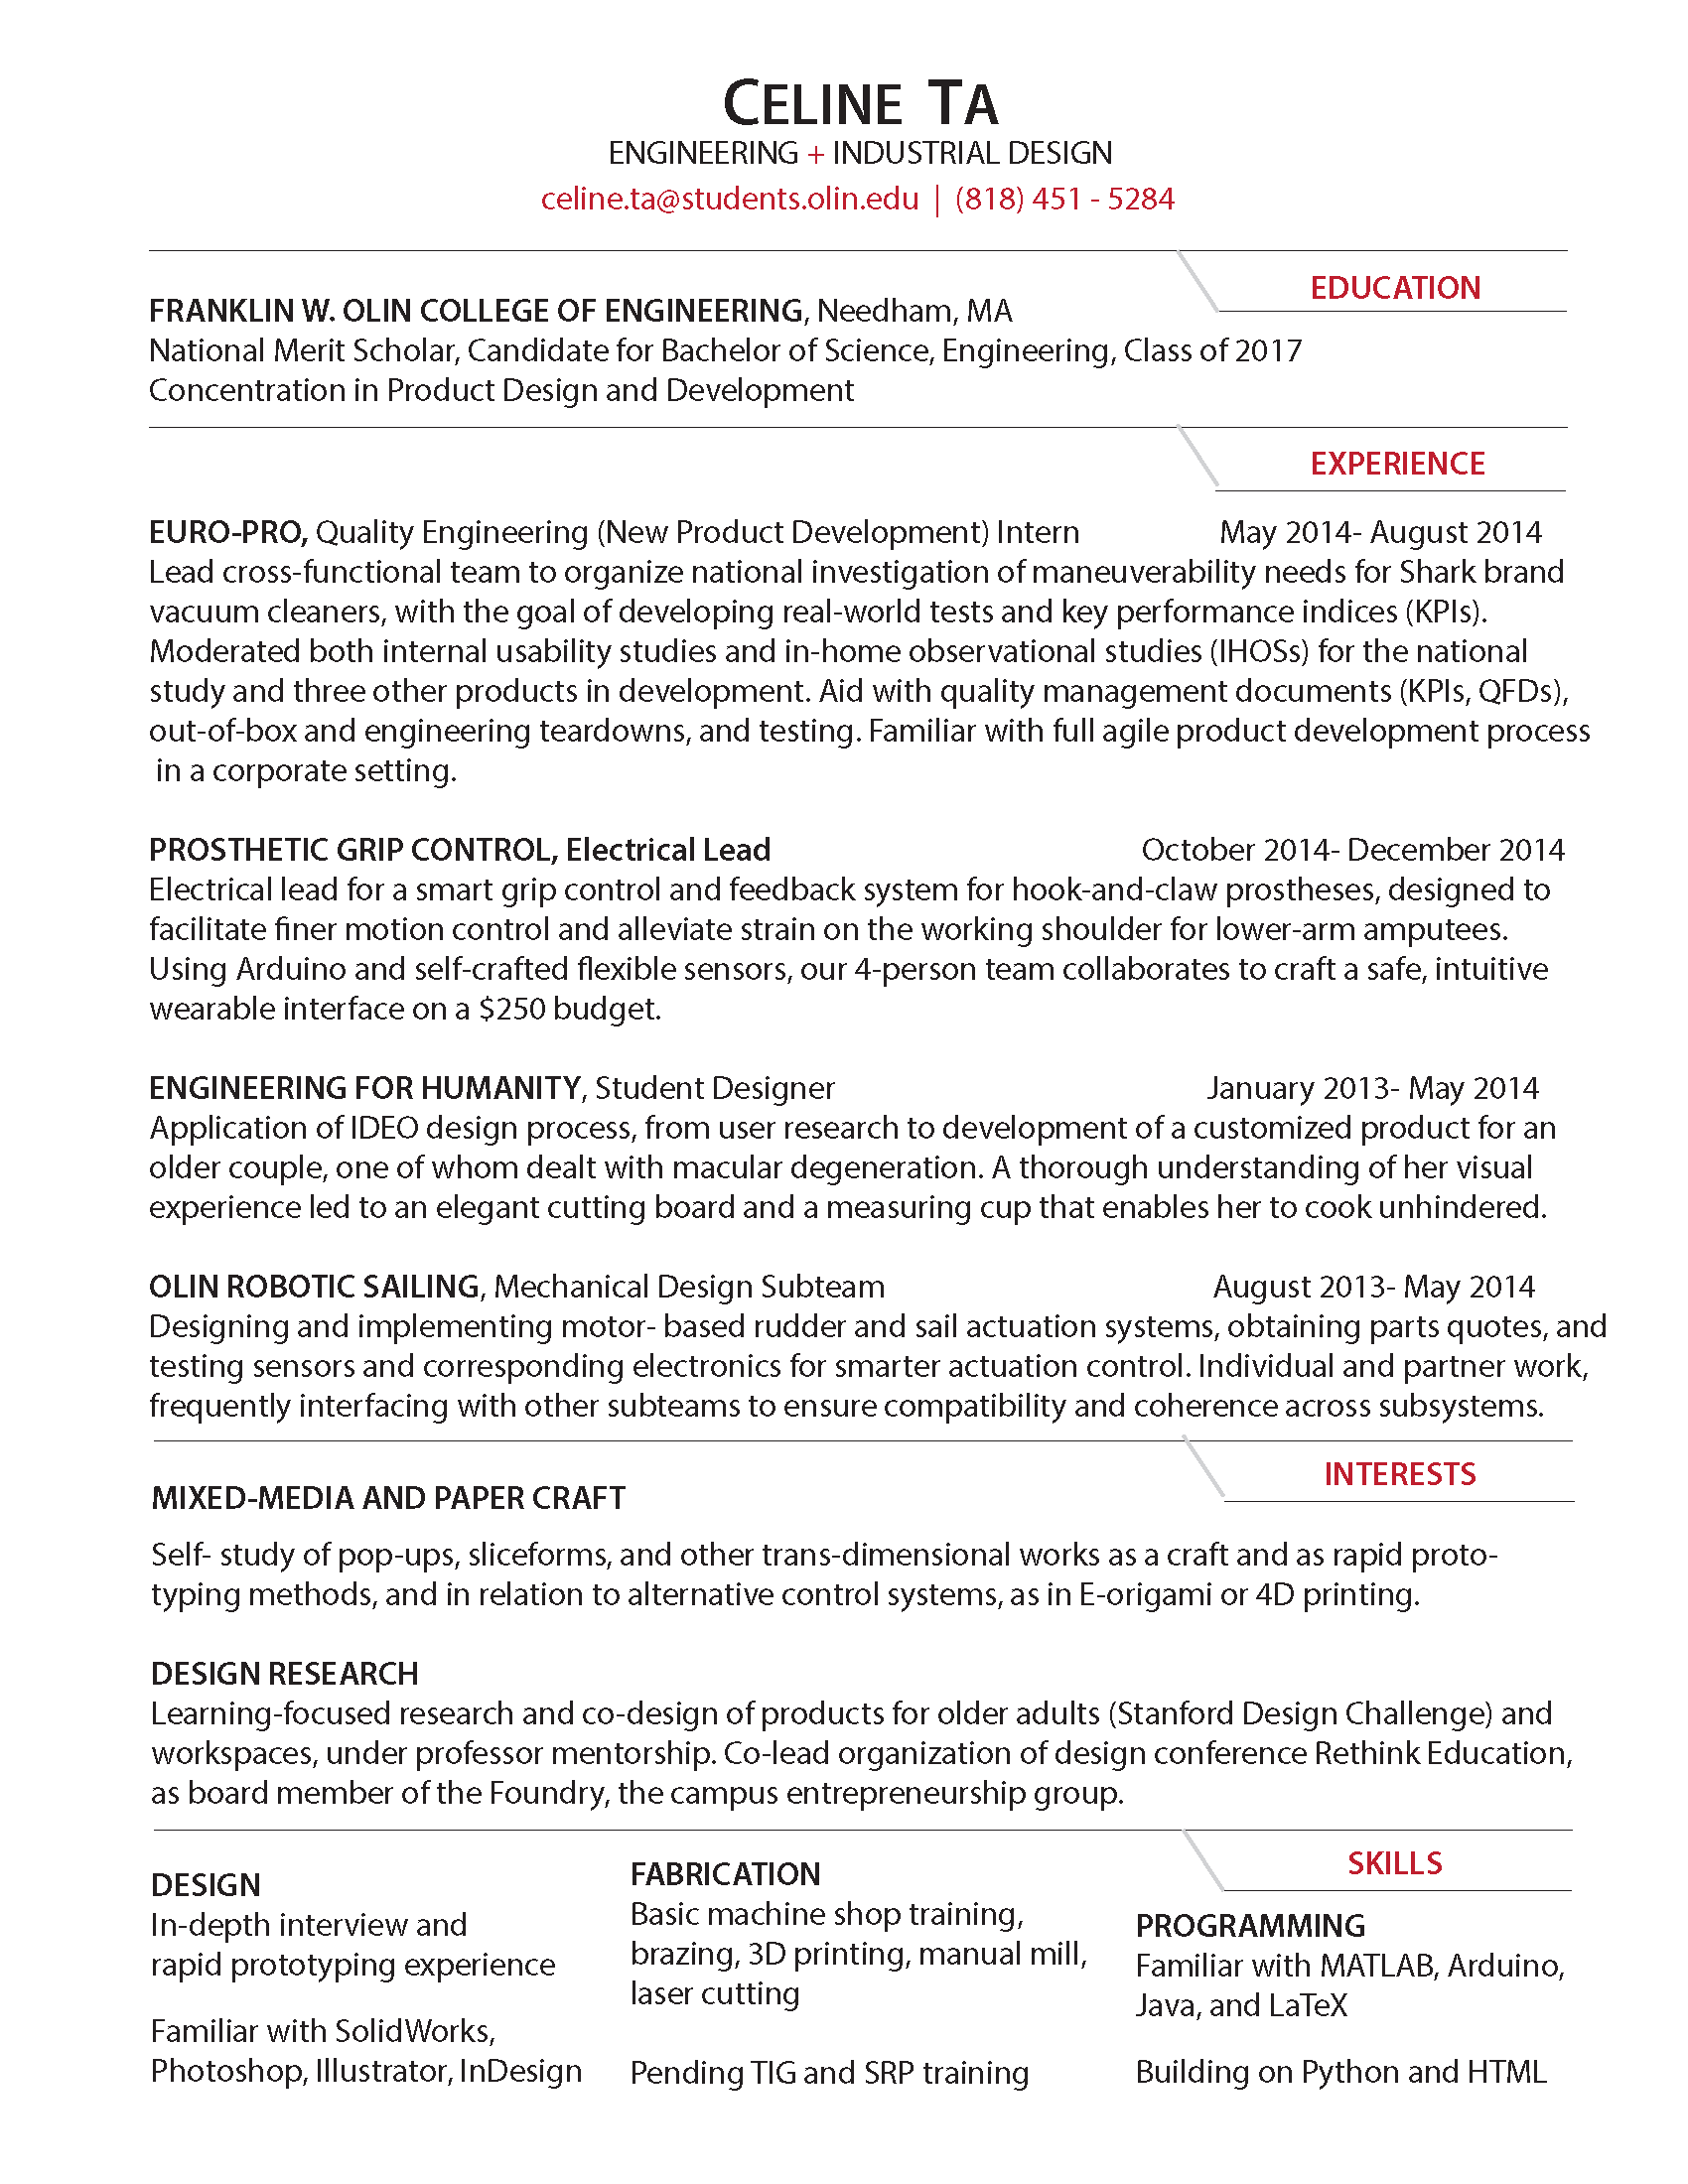 CELINE TA
ENGINEERING + INDUSTRIAL DESIGN
celine.ta@students.olin.edu | (818) 451 - 5284
EDUCATION
FRANKLIN W. OLIN COLLEGE OF ENGINEERING, Needham, MA
National Merit Scholar, Candidate for Bachelor of Science, Engineering, Class of 2017
Concentration in Product Design and Development
EXPERIENCE
EURO-PRO, Quality Engineering (New Product Development) Intern May 2014- August 2014
Lead cross-functional team to organize national investigation of maneuverability needs for Shark brand
vacuum cleaners, with the goal of developing real-world tests and key performance indices (KPIs).
Moderated both internal usability studies and in-home observational studies (IHOSs) for the national
study and three other products in development. Aid with quality management documents (KPIs, QFDs),
out-of-box and engineering teardowns, and testing. Familiar with full agile product development process
in a corporate setting.
PROSTHETIC GRIP CONTROL, Electrical Lead October 2014- December 2014
Electrical lead for a smart grip control and feedback system for hook-and-claw prostheses, designed to
facilitate finer motion control and alleviate strain on the working shoulder for lower-arm amputees.
Using Arduino and self-crafted flexible sensors, our 4-person team collaborates to craft a safe, intuitive
wearable interface on a $250 budget.
ENGINEERING FOR HUMANITY, Student Designer January 2013- May 2014
Application of IDEO design process, from user research to development of a customized product for an
older couple, one of whom dealt with macular degeneration. A thorough understanding of her visual
experience led to an elegant cutting board and a measuring cup that enables her to cook unhindered.
OLIN ROBOTIC SAILING, Mechanical Design Subteam August 2013- May 2014
Designing and implementing motor- based rudder and sail actuation systems, obtaining parts quotes, and
testing sensors and corresponding electronics for smarter actuation control. Individual and partner work,
frequently interfacing with other subteams to ensure compatibility and coherence across subsystems.
INTERESTS
MIXED-MEDIA AND PAPER CRAFT
Self- study of pop-ups, sliceforms, and other trans-dimensional works as a craft and as rapid proto-
typing methods, and in relation to alternative control systems, as in E-origami or 4D printing.
DESIGN RESEARCH
Learning-focused research and co-design of products for older adults (Stanford Design Challenge) and
workspaces, under professor mentorship. Co-lead organization of design conference Rethink Education,
as board member of the Foundry, the campus entrepreneurship group.
SKILLS
DESIGN
In-depth interview and
rapid prototyping experience
Familiar with SolidWorks,
Photoshop, Illustrator, InDesign
FABRICATION
Basic machine shop training,
brazing, 3D printing, manual mill,
laser cutting
Pending TIG and SRP training
PROGRAMMING
Familiar with MATLAB, Arduino,
Java, and LaTeX
Building on Python and HTML